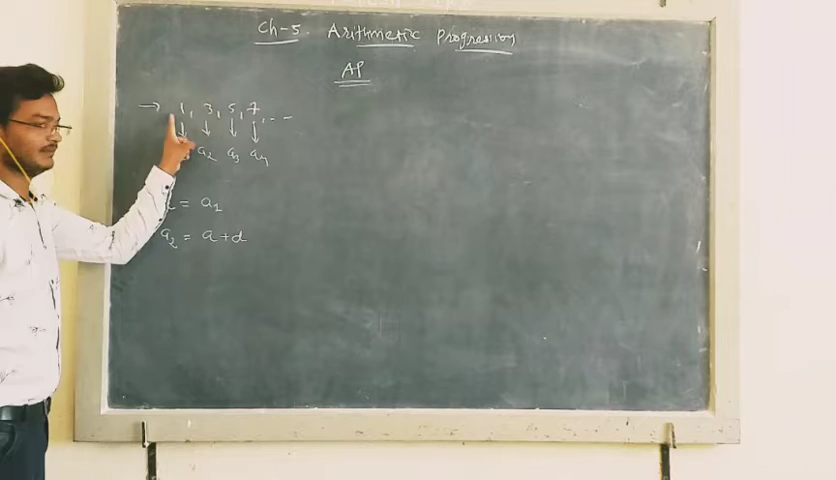 Ch-5. Arithmetic Progression
AP
→ 1, 3, 5, 7, ...
↓ ↓ ↓ ↓
a₂ a₃ a₄
= a₁
a₂ = a+d